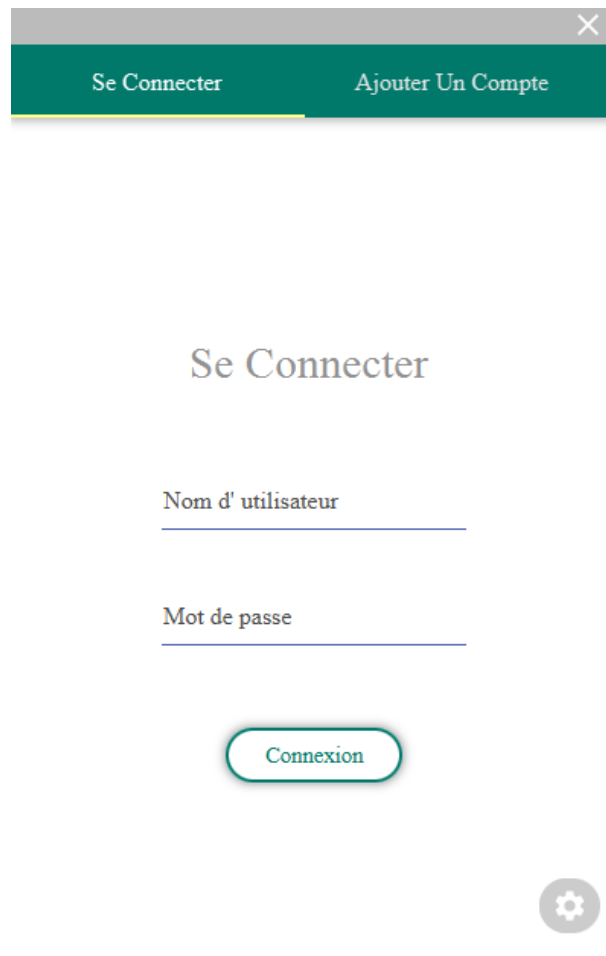 Se Connecter
Ajouter Un Compte
Se Connecter
Nom d' utilisateur
Mot de passe
Connexion